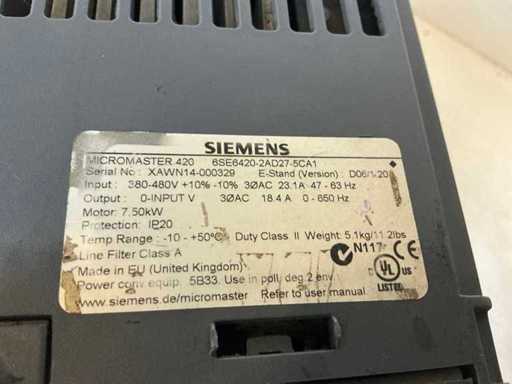 SIEMENS
MICROMASTER 420 6SE6420-2AD27-5CA1
Serial No : XAWN14-000329 E-Stand (Version) : D06/1.20
Input : 380-480V +10% -10% 3ØAC 23.1A 47 - 63 Hz
Output : 0-INPUT V 3ØAC 18.4 A 0 - 650 Hz
Motor: 7.50kW
Protection: IP20
Temp Range : -10 - +50°C Duty Class II Weight: 5.1kg/11.2lbs
Line Filter Class A N117 CE
Made in EU (United Kingdom)
Power conv equip. 5B33. Use in poll. deg 2 env. UL US
www.siemens.de/micromaster Refer to user manual LISTED